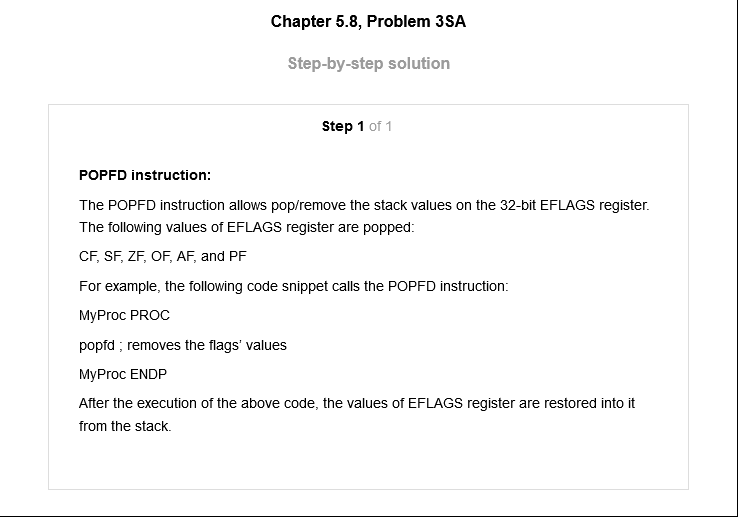 Chapter 5.8, Problem 3SA
Step-by-step solution
Step 1 of 1
POPFD instruction:
The POPFD instruction allows pop/remove the stack values on the 32-bit EFLAGS register.
The following values of EFLAGS register are popped:
CF, SF, ZF, OF, AF, and PF
For example, the following code snippet calls the POPFD instruction:
MyProc PROC
popfd ; removes the flags’ values
MyProc ENDP
After the execution of the above code, the values of EFLAGS register are restored into it
from the stack.